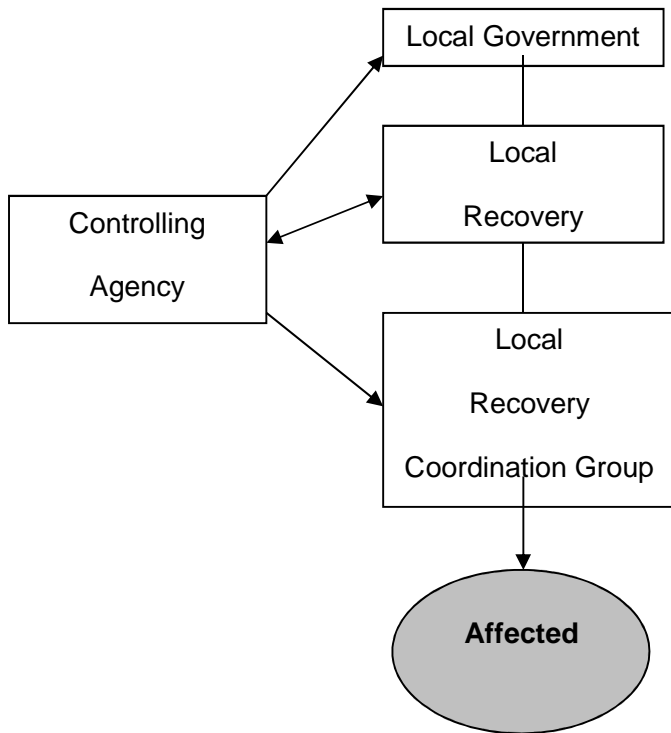 Local Government
Local
Recovery
Controlling
Agency
Local
Recovery
Coordination Group
Affected